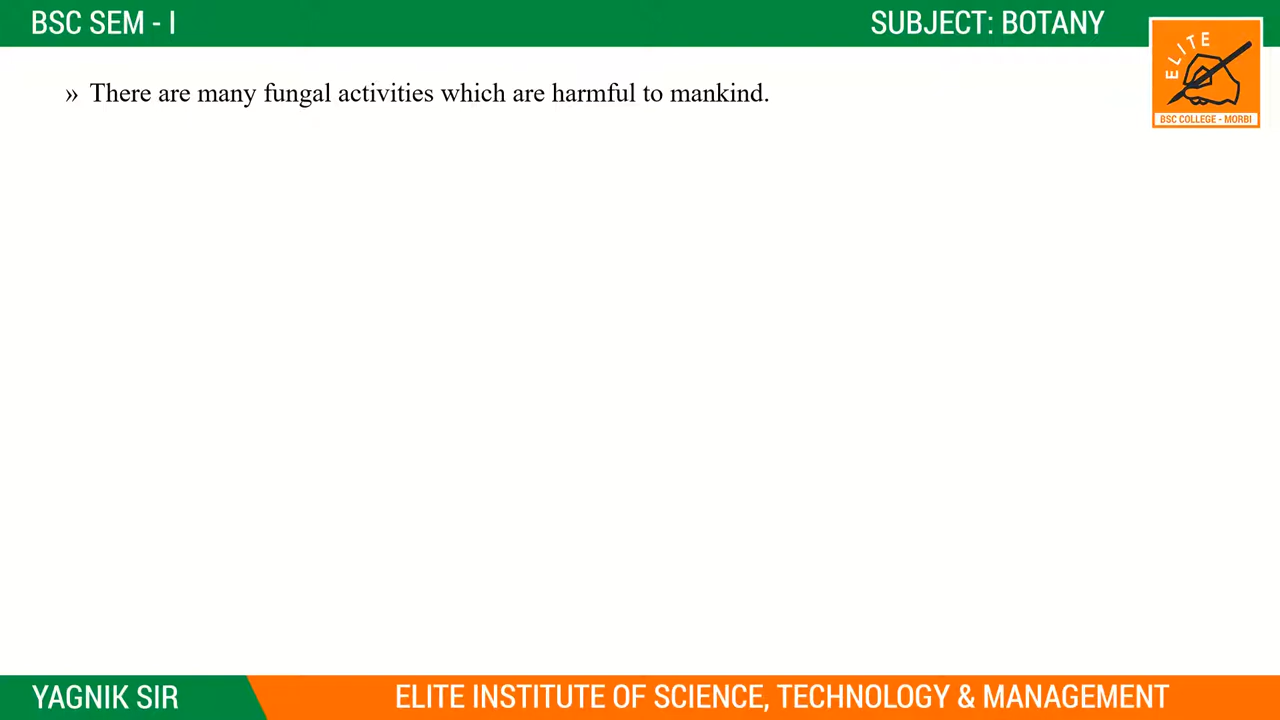 BSC SEM - I
SUBJECT: BOTANY
ELITE
BSC COLLEGE - MORBI
» There are many fungal activities which are harmful to mankind.
YAGNIK SIR
ELITE INSTITUTE OF SCIENCE, TECHNOLOGY & MANAGEMENT